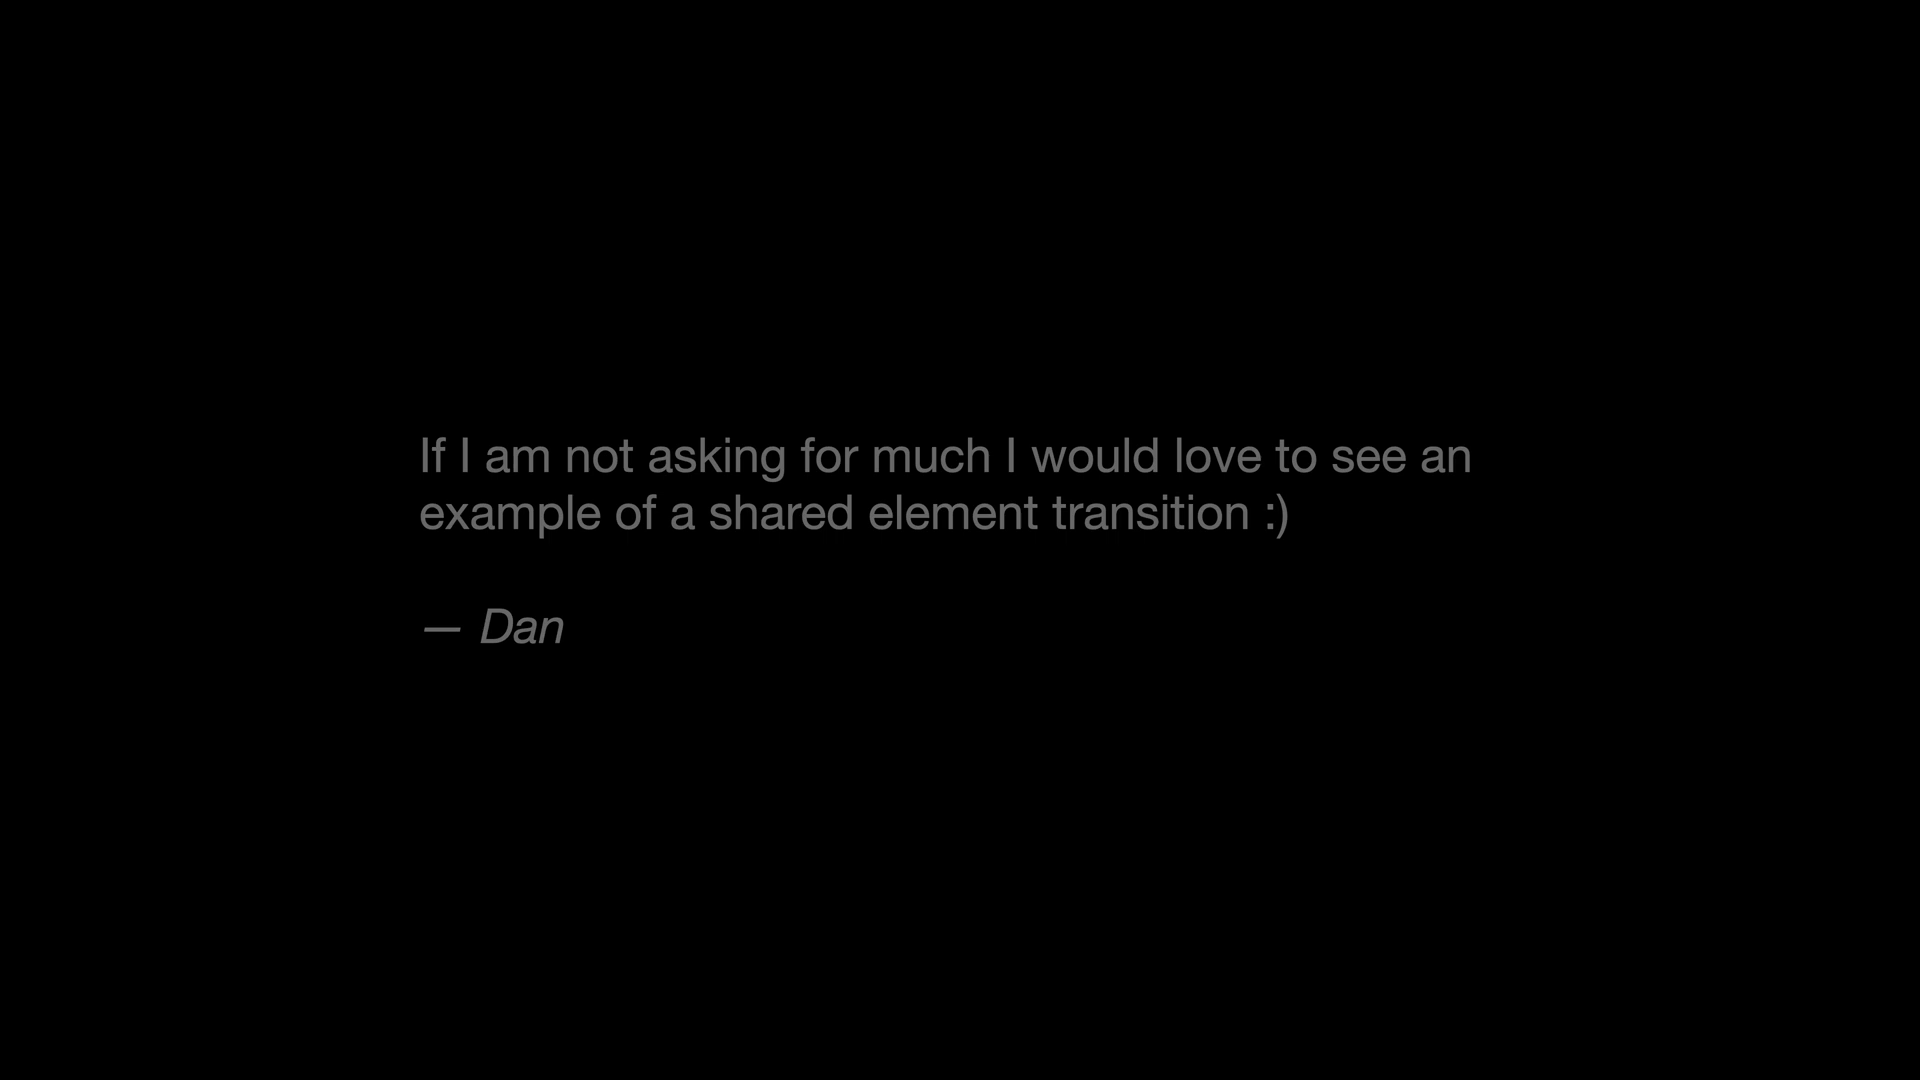 If I am not asking for much I would love to see an
example of a shared element transition :)
— Dan